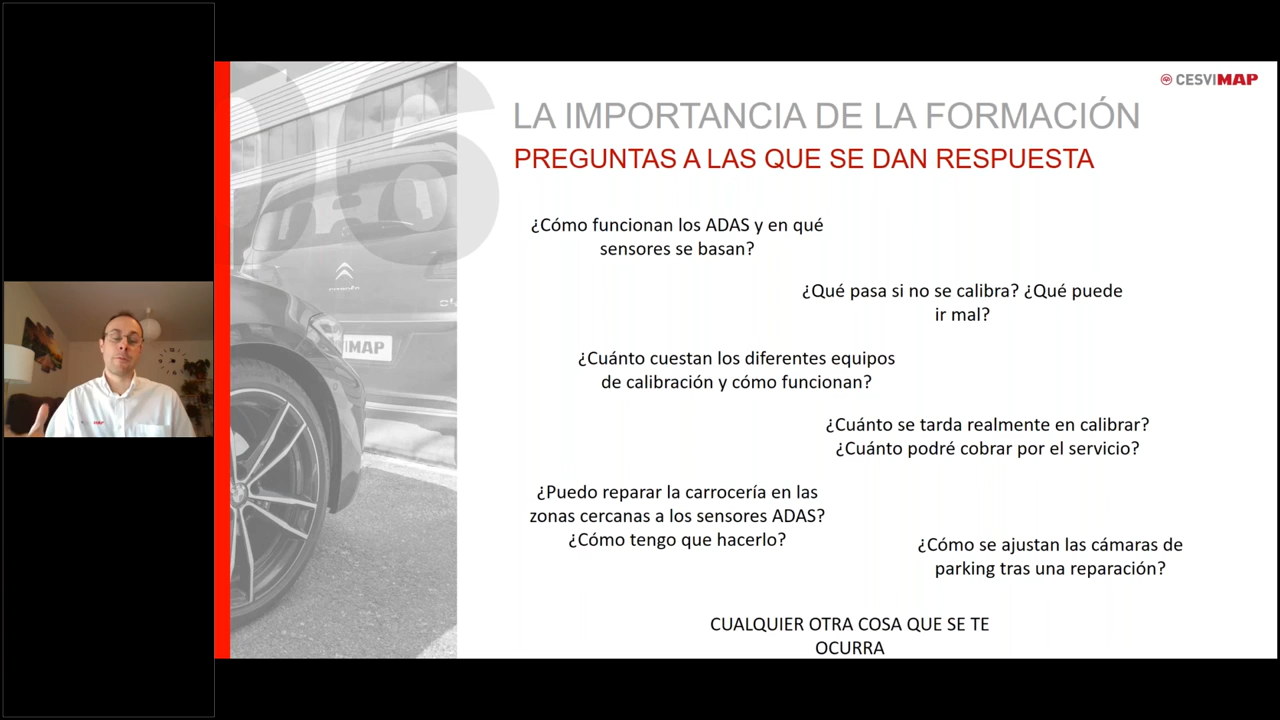 CESVIMAP
06
LA IMPORTANCIA DE LA FORMACIÓN
PREGUNTAS A LAS QUE SE DAN RESPUESTA
¿Cómo funcionan los ADAS y en qué
sensores se basan?
¿Qué pasa si no se calibra? ¿Qué puede
ir mal?
¿Cuánto cuestan los diferentes equipos
de calibración y cómo funcionan?
¿Cuánto se tarda realmente en calibrar?
¿Cuánto podré cobrar por el servicio?
¿Puedo reparar la carrocería en las
zonas cercanas a los sensores ADAS?
¿Cómo tengo que hacerlo?
¿Cómo se ajustan las cámaras de
parking tras una reparación?
CUALQUIER OTRA COSA QUE SE TE
OCURRA
CITROËN
MAP